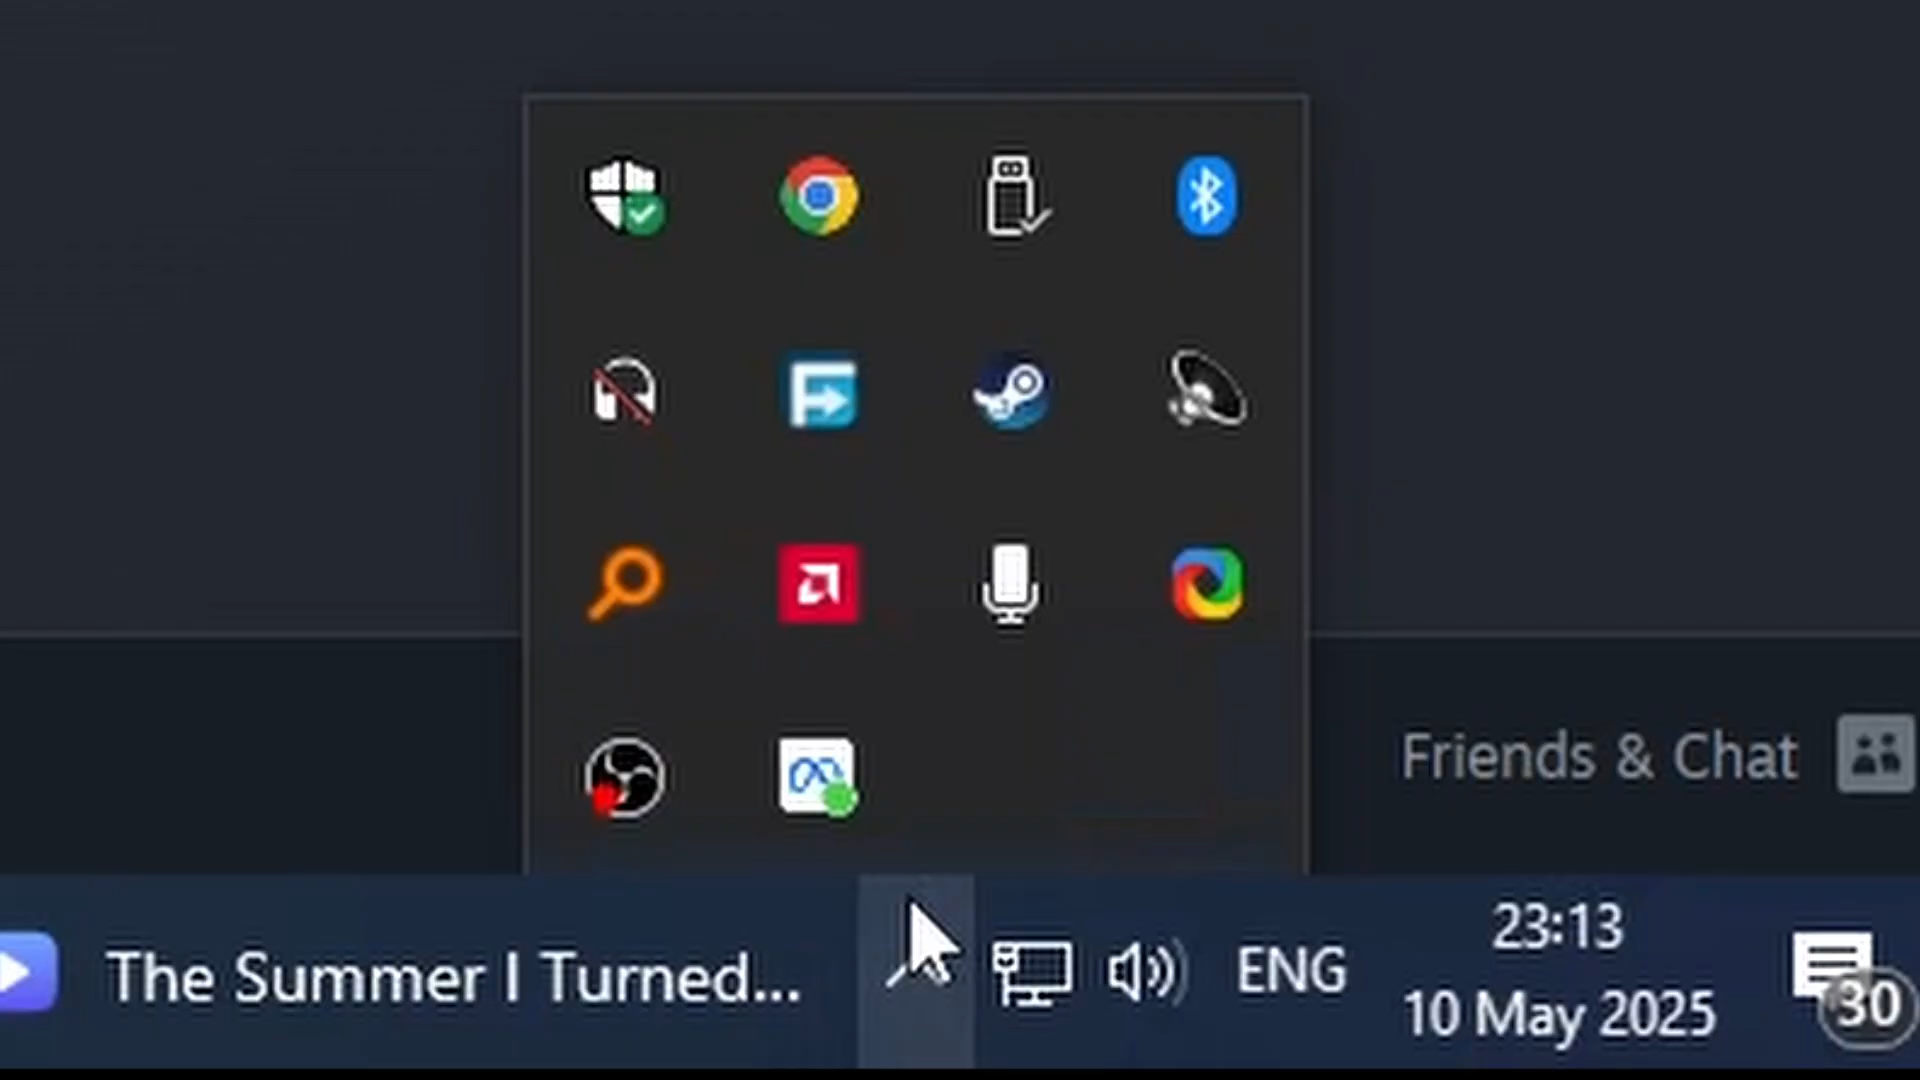 Friends & Chat
The Summer I Turned...
ENG
23:13
10 May 2025
30